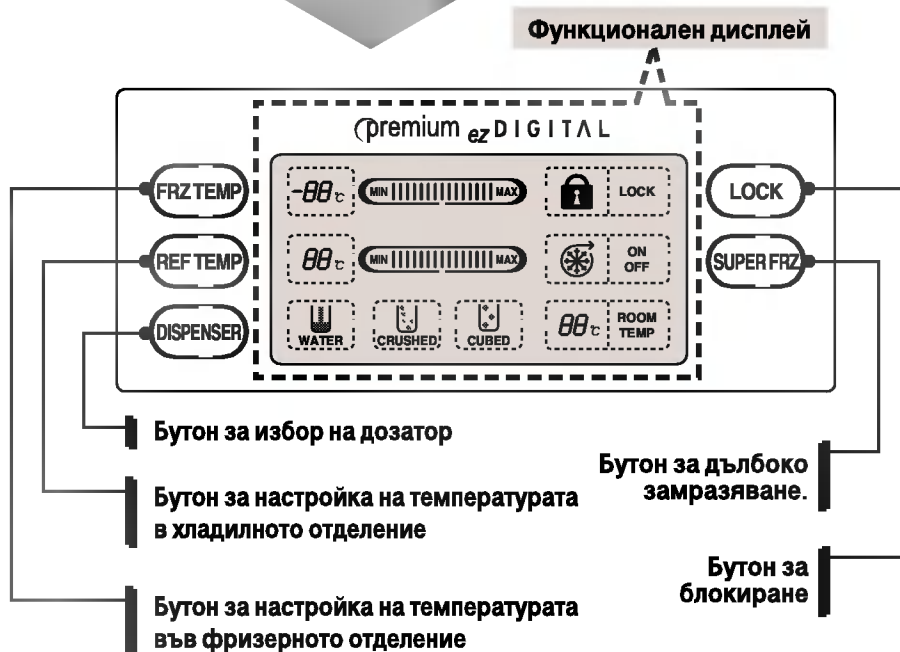 Функционален дисплей
premium ez DIGITAL
FRZ TEMP
-88 °C
MIN MAX
LOCK
LOCK
REF TEMP
88 °C
MIN MAX
ON
OFF
SUPER FRZ
DISPENSER
WATER
CRUSHED
CUBED
88 °C
ROOM
TEMP
Бутон за избор на дозатор
Бутон за дълбоко
замразяване.
Бутон за настройка на температурата
в хладилното отделение
Бутон за
блокиране
Бутон за настройка на температурата
във фризерното отделение